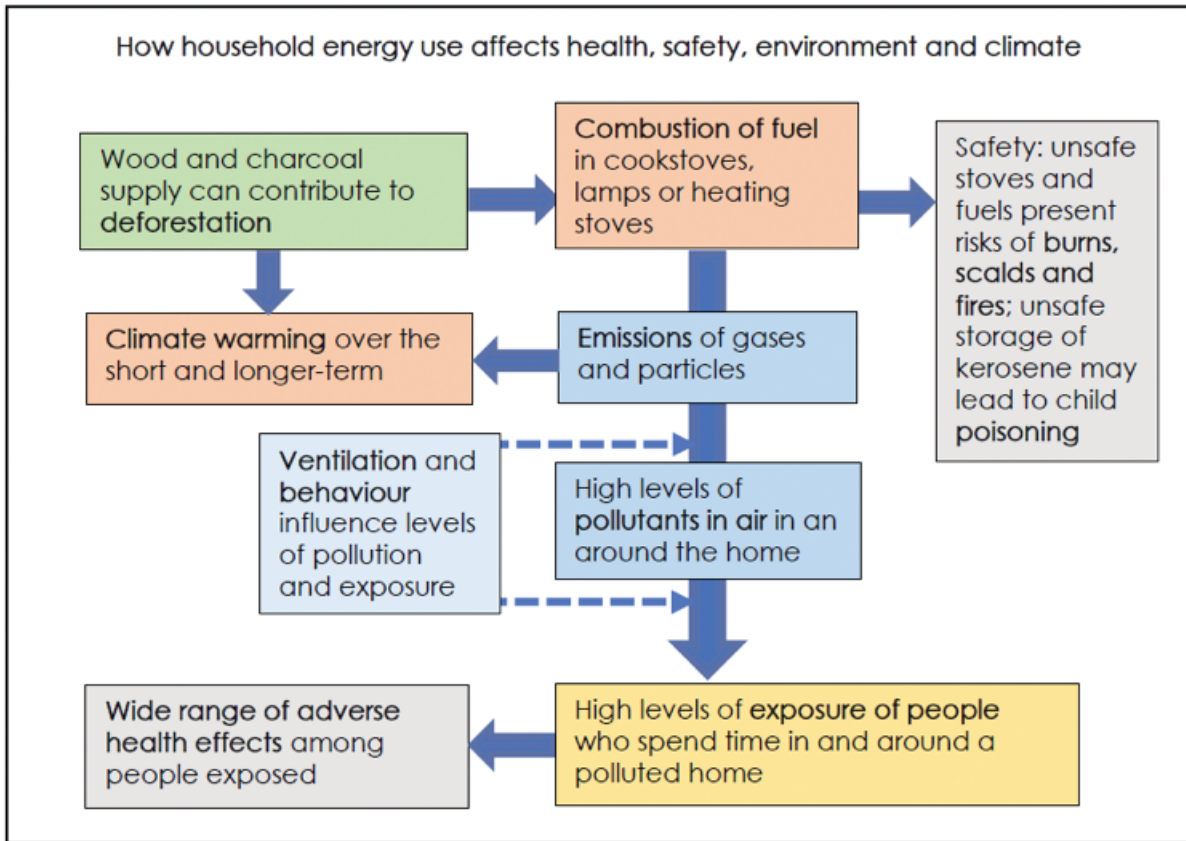 How household energy use affects health, safety, environment and climate
Wood and charcoal
supply can contribute to
deforestation
Combustion of fuel
in cookstoves,
lamps or heating
stoves
Safety: unsafe
stoves and
fuels present
risks of burns,
scalds and
fires; unsafe
storage of
kerosene may
lead to child
poisoning
Climate warming over the
short and longer-term
Emissions of gases
and particles
Ventilation and
behaviour
influence levels
of pollution
and exposure
High levels of
pollutants in air in an
around the home
Wide range of adverse
health effects among
people exposed
High levels of exposure of people
who spend time in and around a
polluted home